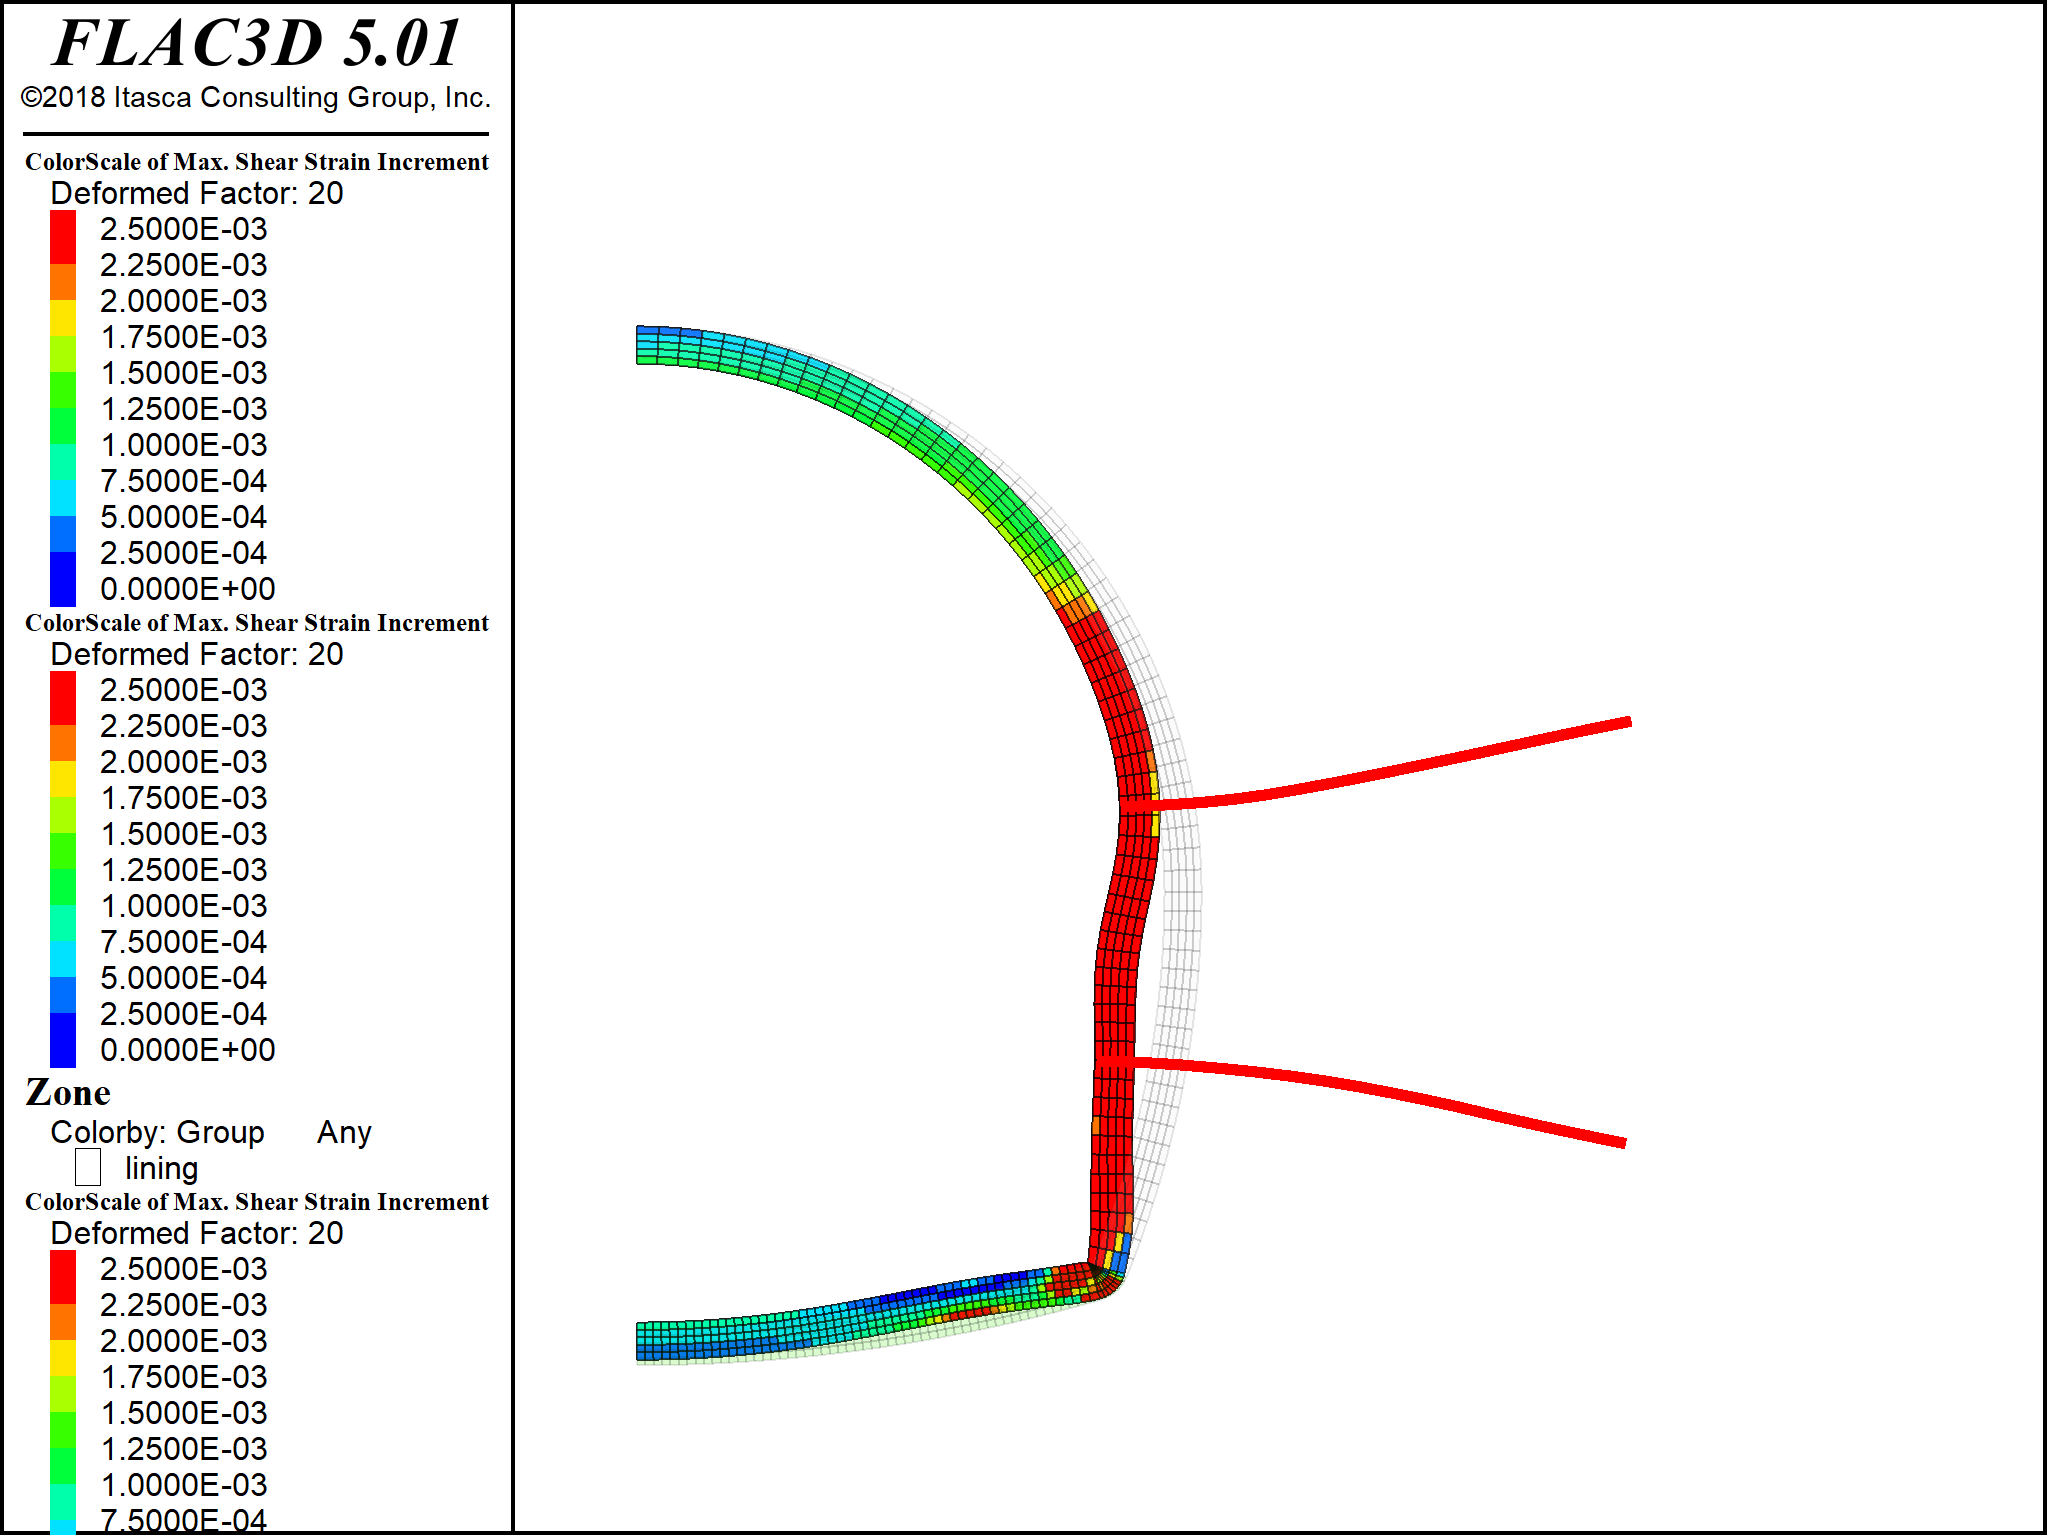 FLAC3D 5.01
©2018 Itasca Consulting Group, Inc.
ColorScale of Max. Shear Strain Increment
Deformed Factor: 20
2.5000E-03
2.2500E-03
2.0000E-03
1.7500E-03
1.5000E-03
1.2500E-03
1.0000E-03
7.5000E-04
5.0000E-04
2.5000E-04
0.0000E+00
ColorScale of Max. Shear Strain Increment
Deformed Factor: 20
2.5000E-03
2.2500E-03
2.0000E-03
1.7500E-03
1.5000E-03
1.2500E-03
1.0000E-03
7.5000E-04
5.0000E-04
2.5000E-04
0.0000E+00
Zone
Colorby: Group Any
lining
ColorScale of Max. Shear Strain Increment
Deformed Factor: 20
2.5000E-03
2.2500E-03
2.0000E-03
1.7500E-03
1.5000E-03
1.2500E-03
1.0000E-03
7.5000E-04